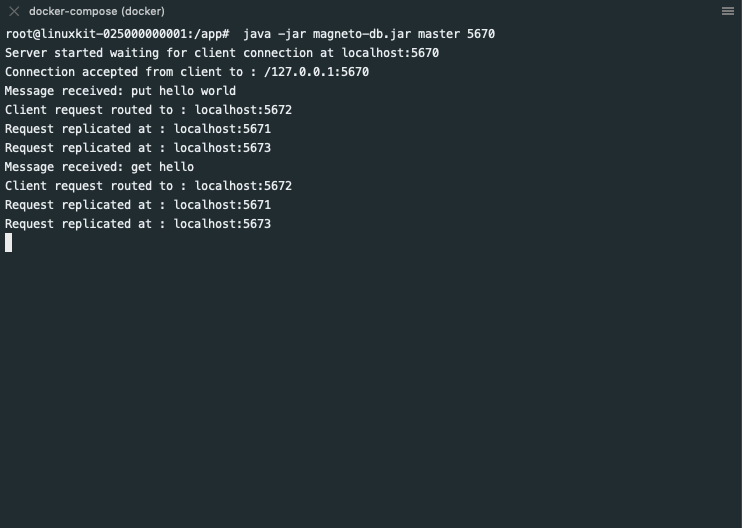 docker-compose (docker)
root@linuxkit-025000000001:/app#  java -jar magneto-db.jar master 5670
Server started waiting for client connection at localhost:5670
Connection accepted from client to : /127.0.0.1:5670
Message received: put hello world
Client request routed to : localhost:5672
Request replicated at : localhost:5671
Request replicated at : localhost:5673
Message received: get hello
Client request routed to : localhost:5672
Request replicated at : localhost:5671
Request replicated at : localhost:5673